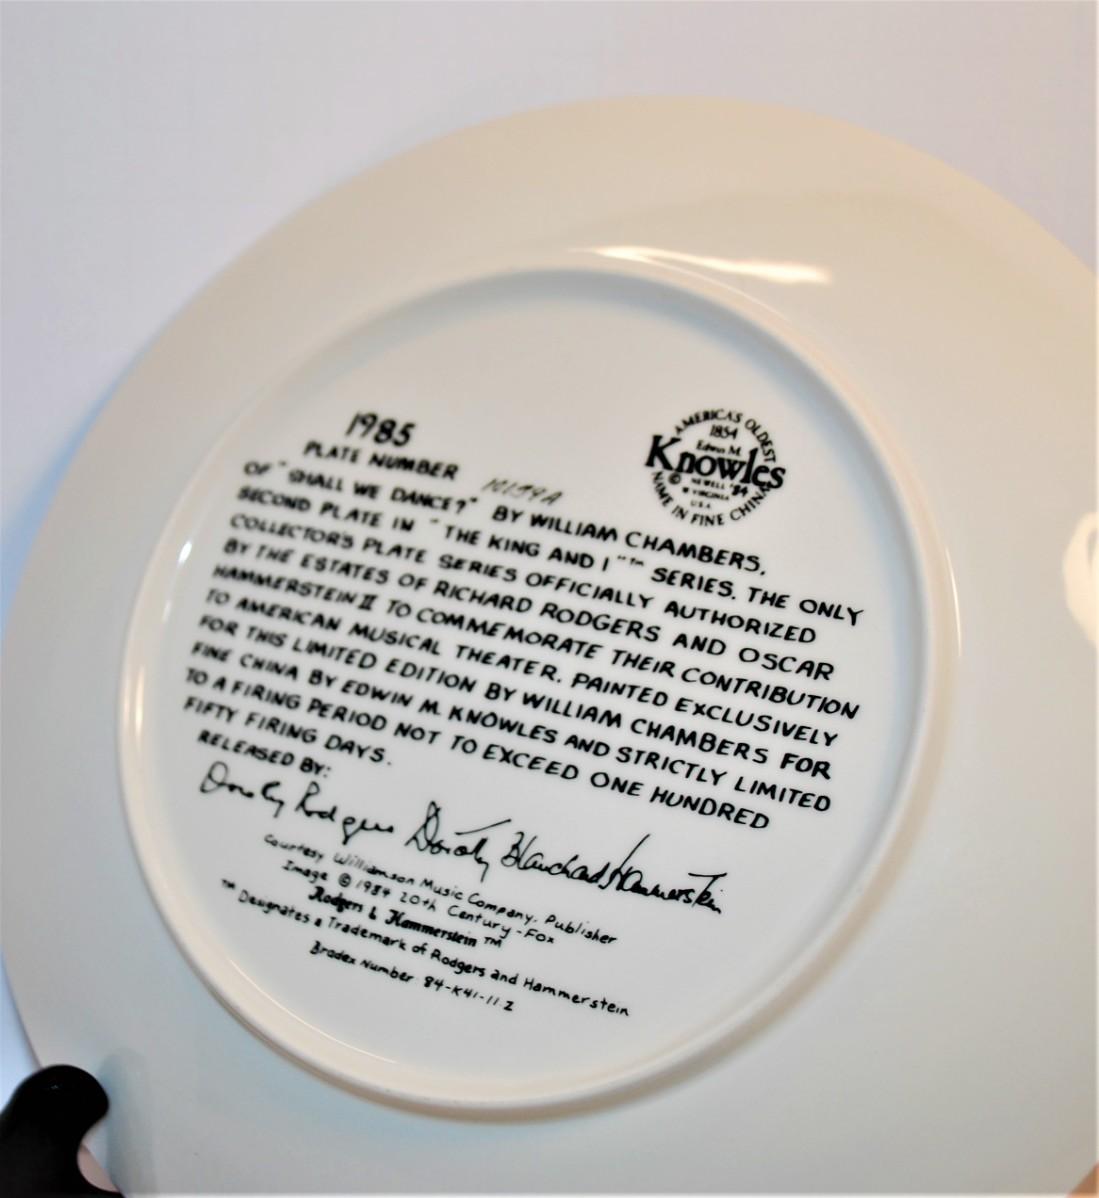 1985
PLATE NUMBER
OF "SHALL WE DANCE?" BY WILLIAM CHAMBERS,
SECOND PLATE IN "THE KING AND I"™ SERIES. THE ONLY
COLLECTOR'S PLATE SERIES OFFICIALLY AUTHORIZED
BY THE ESTATES OF RICHARD RODGERS AND OSCAR
HAMMERSTEIN II TO COMMEMORATE THEIR CONTRIBUTION
TO AMERICAN MUSICAL THEATER. PAINTED EXCLUSIVELY
FOR THIS LIMITED EDITION BY WILLIAM CHAMBERS FOR
FINE CHINA BY EDWIN M. KNOWLES AND STRICTLY LIMITED
TO A FIRING PERIOD NOT TO EXCEED ONE HUNDRED
FIFTY FIRING DAYS.
RELEASED BY:
Dorothy Rodgers Dorothy Blanchard Hammerstein
Courtesy Williamson Music Company, Publisher
Image © 1984 20th Century-Fox
Rodgers & Hammerstein ™
™ Designates a Trademark of Rodgers and Hammerstein
Bradex Number 84-K41-11.2
AMERICA'S OLDEST
1854
Edwin M.
Knowles
©
NEWELL '84
W. VIRGINIA
U.S.A.
NAME IN FINE CHINA